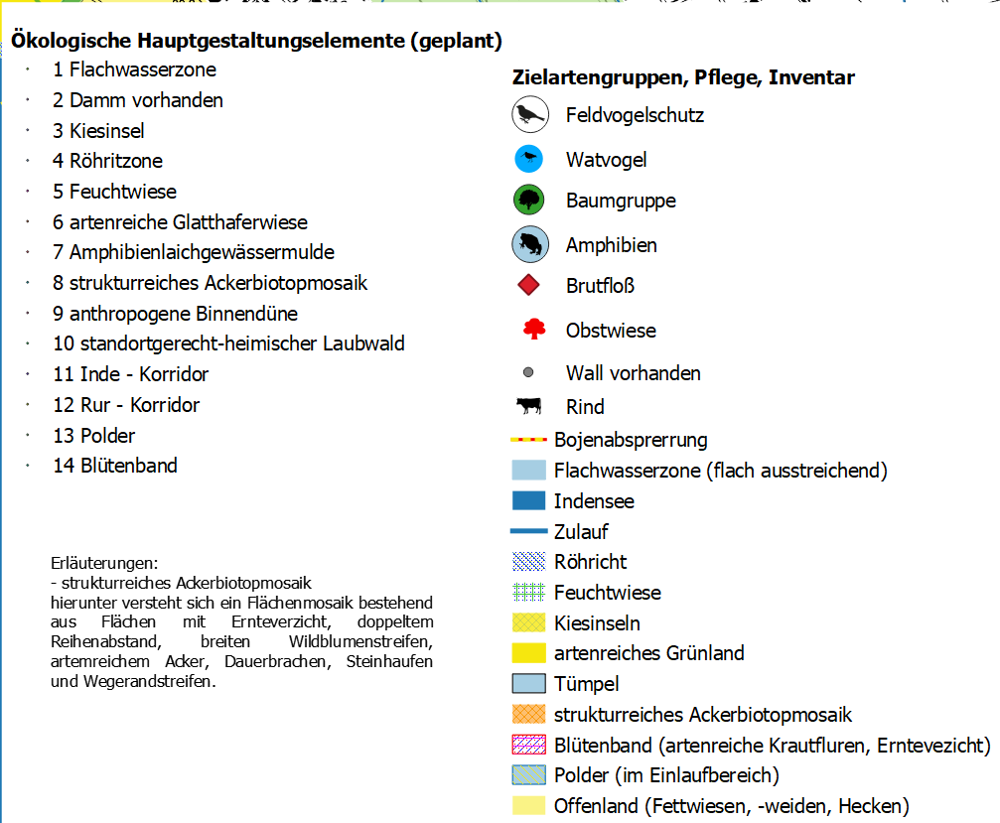 Ökologische Hauptgestaltungselemente (geplant)
· 1 Flachwasserzone
· 2 Damm vorhanden
· 3 Kiesinsel
· 4 Röhritzone
· 5 Feuchtwiese
· 6 artenreiche Glatthaferwiese
· 7 Amphibienlaichgewässermulde
· 8 strukturreiches Ackerbiotopmosaik
· 9 anthropogene Binnendüne
· 10 standortgerecht-heimischer Laubwald
· 11 Inde - Korridor
· 12 Rur - Korridor
· 13 Polder
· 14 Blütenband
Erläuterungen:
- strukturreiches Ackerbiotopmosaik
hierunter versteht sich ein Flächenmosaik bestehend
aus Flächen mit Ernteverzicht, doppeltem
Reihenabstand, breiten Wildblumenstreifen,
artemreichem Acker, Dauerbrachen, Steinhaufen
und Wegerandstreifen.
Zielartengruppen, Pflege, Inventar
Feldvogelschutz
Watvogel
Baumgruppe
Amphibien
Brutfloß
Obstwiese
Wall vorhanden
Rind
Bojenabsprerrung
Flachwasserzone (flach ausstreichend)
Indensee
Zulauf
Röhricht
Feuchtwiese
Kiesinseln
artenreiches Grünland
Tümpel
strukturreiches Ackerbiotopmosaik
Blütenband (artenreiche Krautfluren, Erntevezicht)
Polder (im Einlaufbereich)
Offenland (Fettwiesen, -weiden, Hecken)